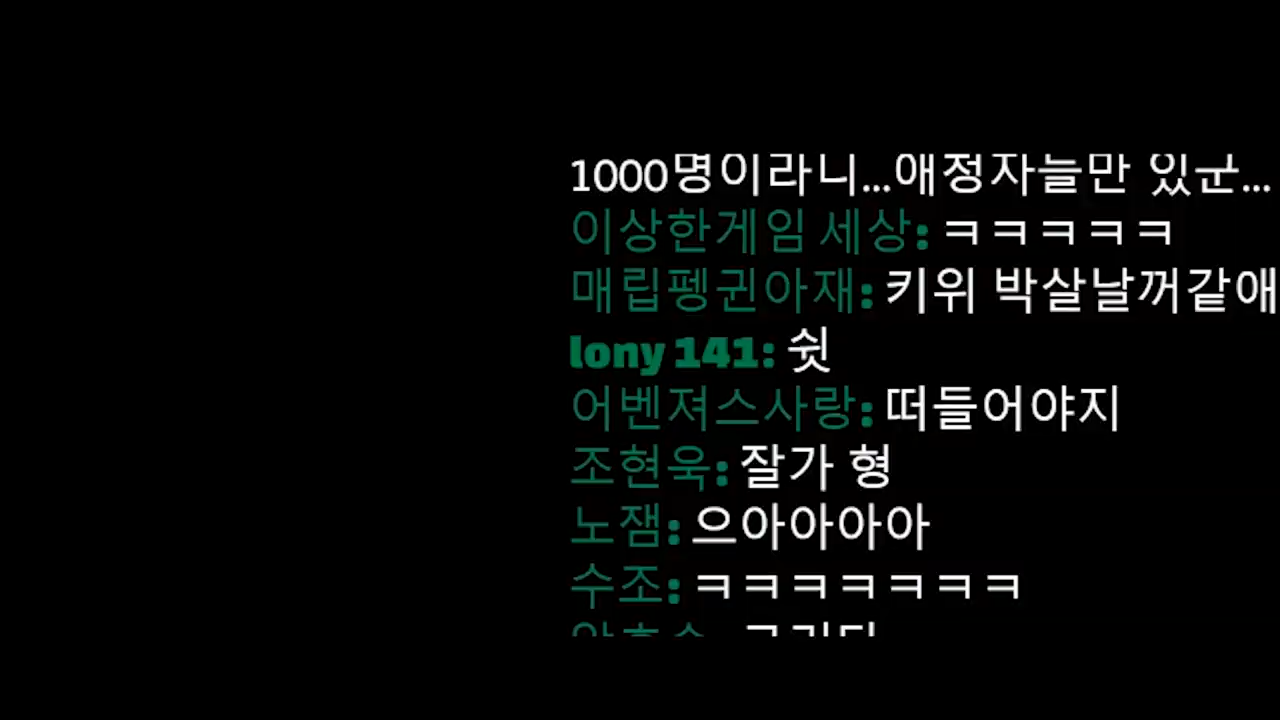 1000명이라니...애정자들만 있군...
이상한게임 세상: ㅋㅋㅋㅋㅋ
매립펭귄아재: 키위 박살날꺼같애
lony 141: 쉿
어벤져스사랑: 떠들어야지
조현욱: 잘가 형
노잼: 으아아아아
수조: ㅋㅋㅋㅋㅋㅋㅋ